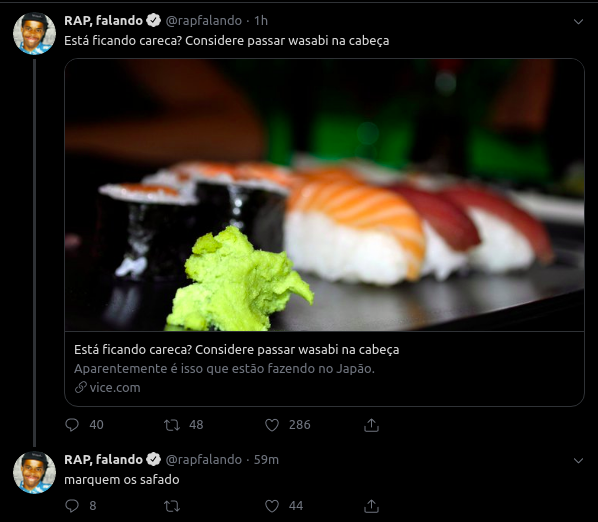 RAP, falando @rapfalando · 1h
Está ficando careca? Considere passar wasabi na cabeça
Está ficando careca? Considere passar wasabi na cabeça
Aparentemente é isso que estão fazendo no Japão.
vice.com
40 48 286
RAP, falando @rapfalando · 59m
marquem os safado
8 44